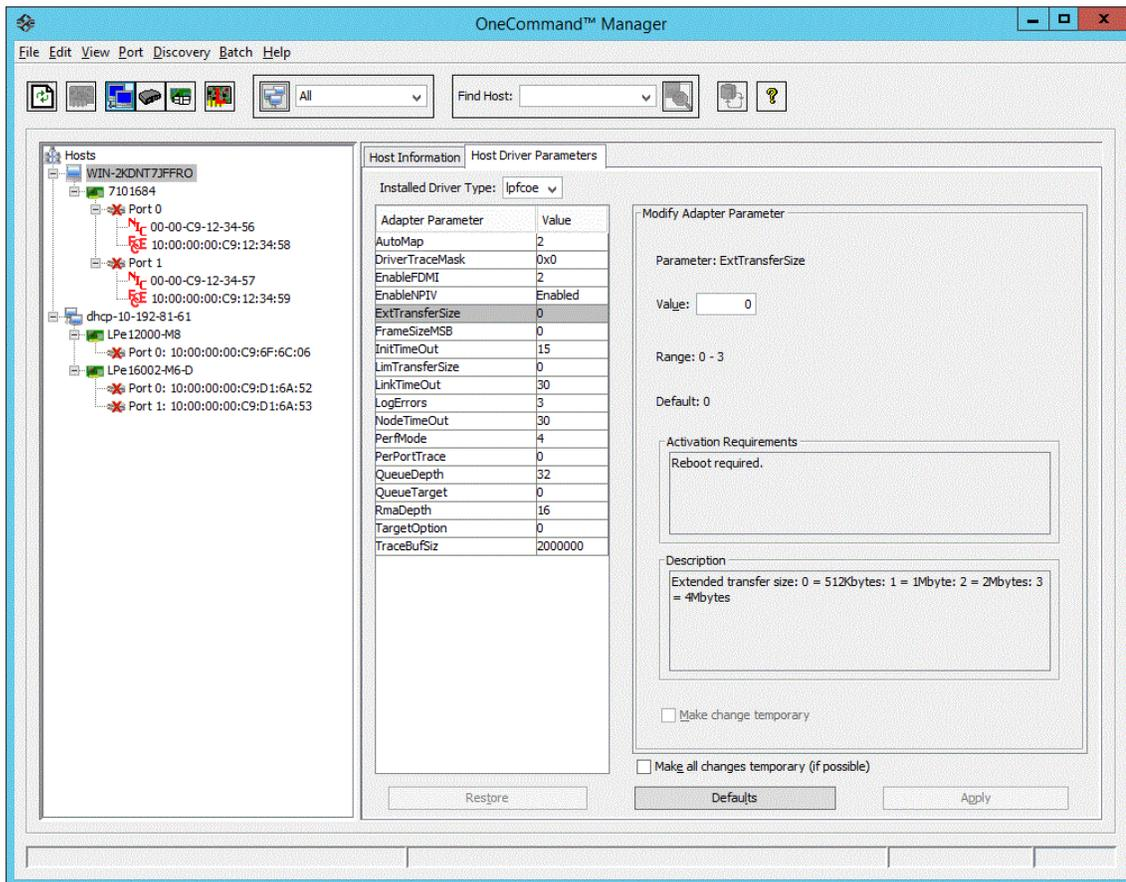 OneCommand™ Manager
File Edit View Port Discovery Batch Help
All
Find Host:
Hosts
WIN-2KDNT7JFFRO
7101684
Port 0
NIC 00-00-C9-12-34-56
FCoE 10:00:00:00:C9:12:34:58
Port 1
NIC 00-00-C9-12-34-57
FCoE 10:00:00:00:C9:12:34:59
dhcp-10-192-81-61
LPe12000-M8
Port 0: 10:00:00:00:C9:6F:6C:06
LPe16002-M6-D
Port 0: 10:00:00:00:C9:D1:6A:52
Port 1: 10:00:00:00:C9:D1:6A:53
Host Information Host Driver Parameters
Installed Driver Type: lpfcoe
Adapter Parameter Value
AutoMap 2
DriverTraceMask 0x0
EnableFDMI 2
EnableNPIV Enabled
ExtTransferSize 0
FrameSizeMSB 0
InitTimeOut 15
LimTransferSize 0
LinkTimeOut 30
LogErrors 3
NodeTimeOut 30
PerfMode 4
PerPortTrace 0
QueueDepth 32
QueueTarget 0
RmaDepth 16
TargetOption 0
TraceBufSiz 2000000
Restore
Modify Adapter Parameter
Parameter: ExtTransferSize
Value: 0
Range: 0 - 3
Default: 0
Activation Requirements
Reboot required.
Description
Extended transfer size: 0 = 512Kbytes: 1 = 1Mbyte: 2 = 2Mbytes: 3
= 4Mbytes
Make change temporary
Make all changes temporary (if possible)
Defaults Apply